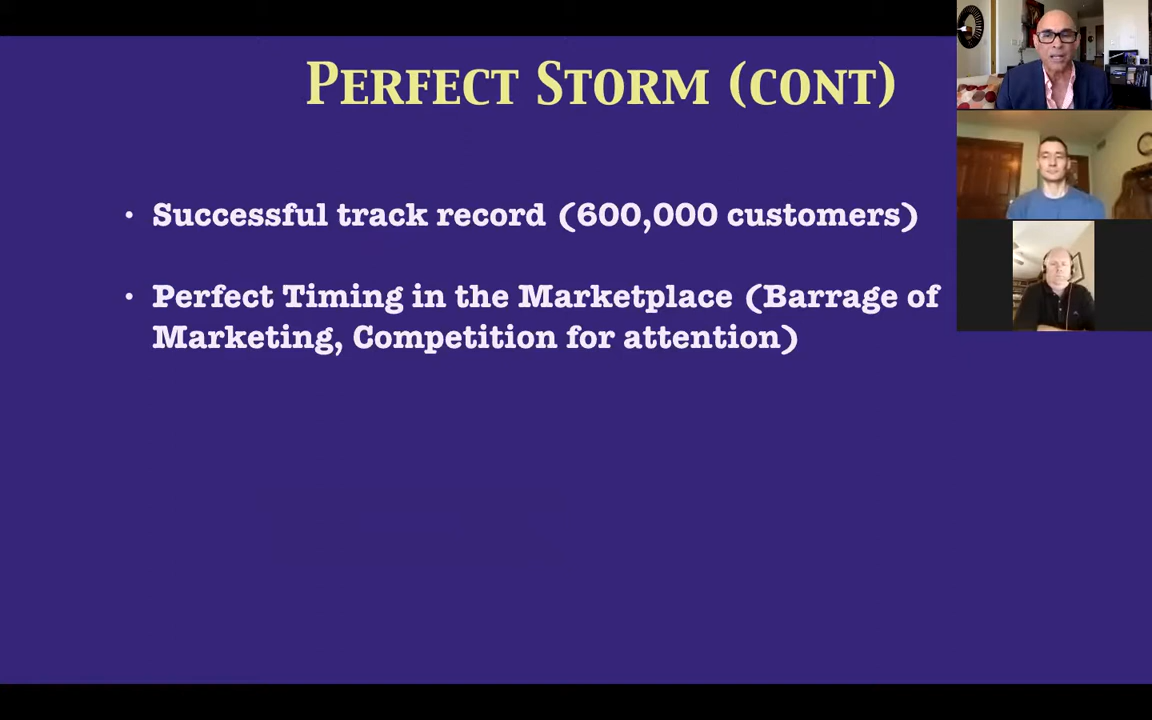 PERFECT STORM (CONT)
• Successful track record (600,000 customers)
• Perfect Timing in the Marketplace (Barrage of
Marketing, Competition for attention)